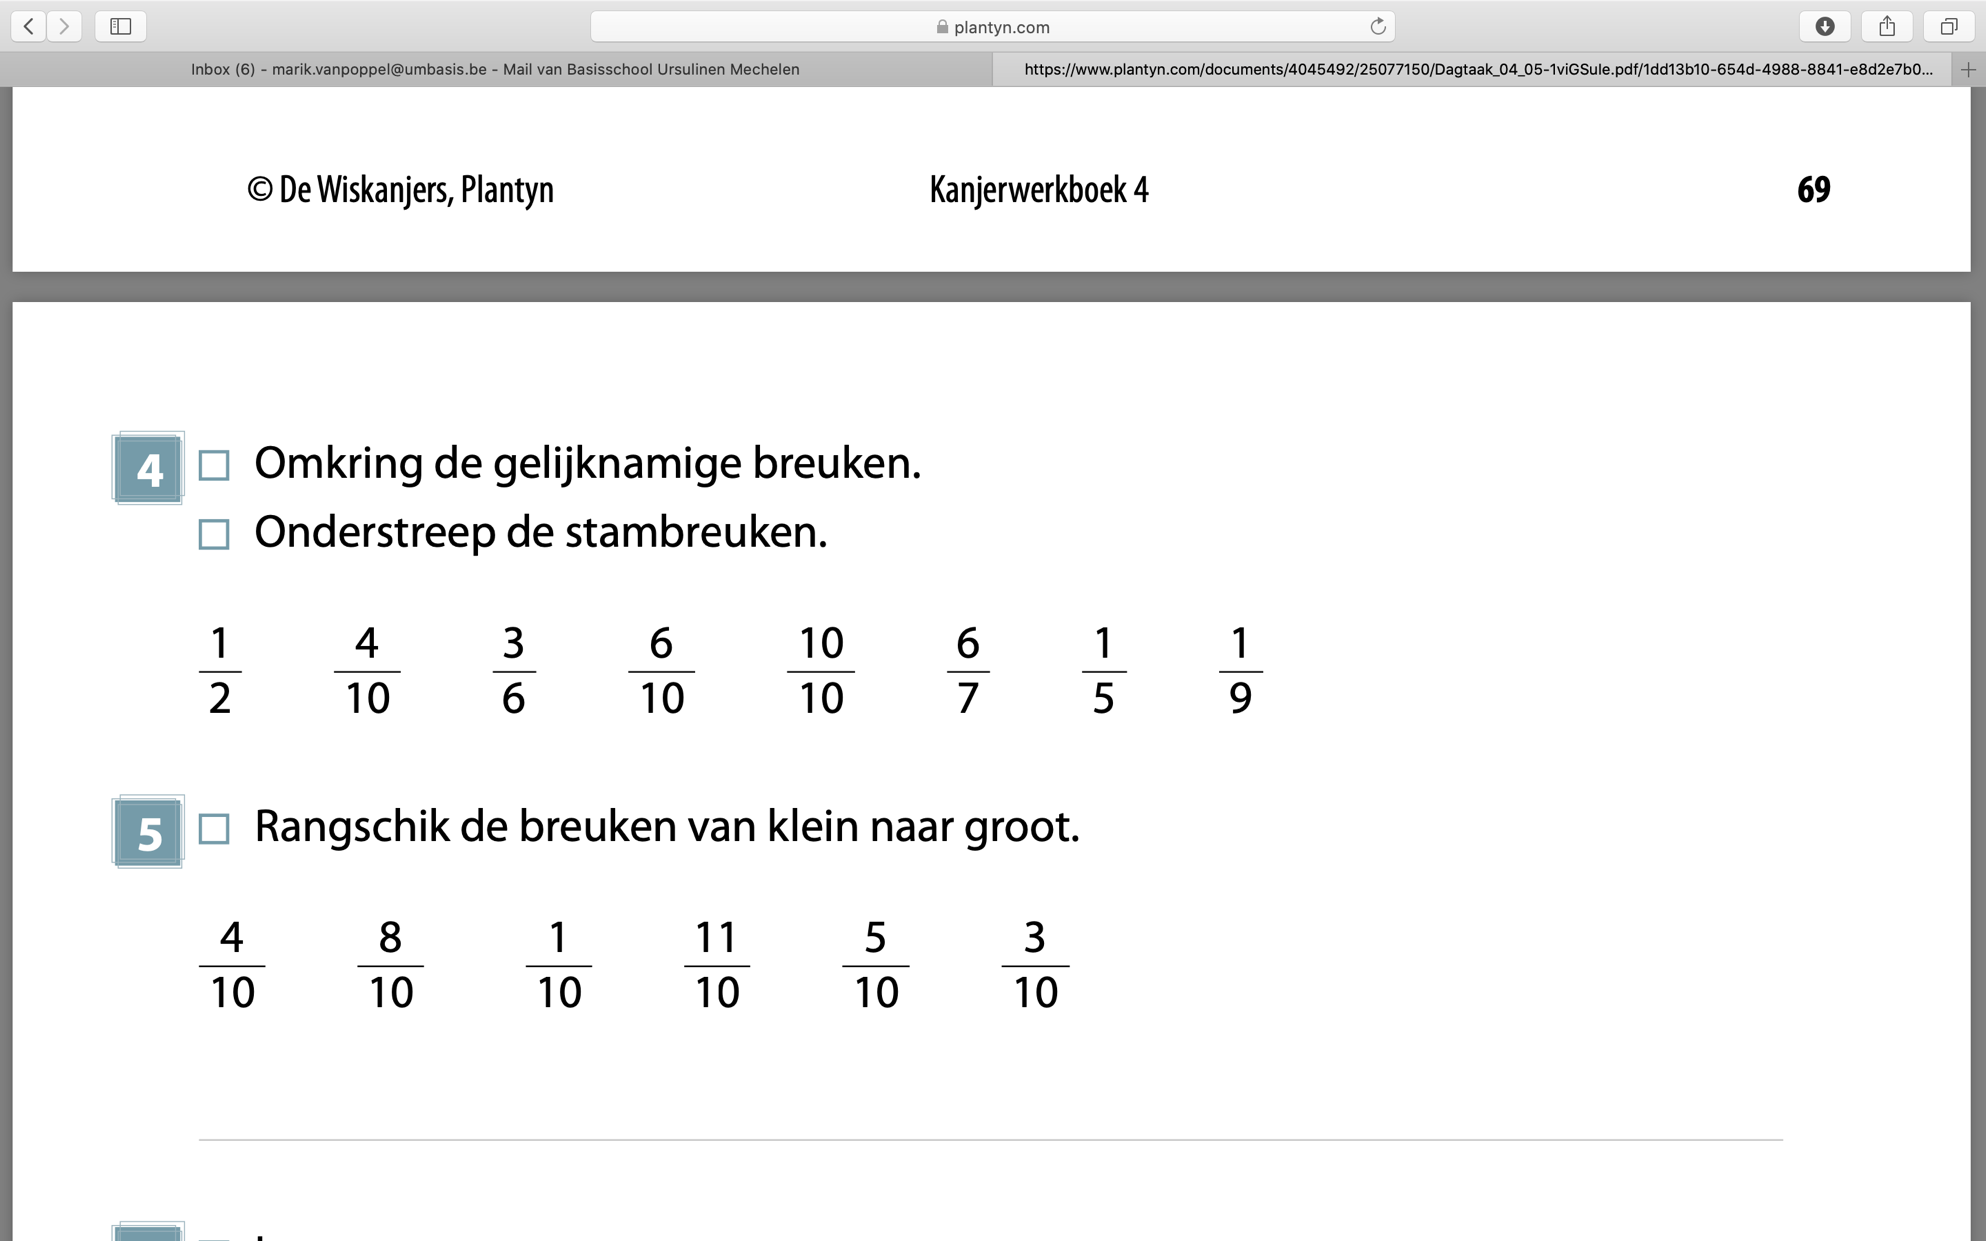 plantyn.com
Inbox (6) - marik.vanpoppel@umbasis.be - Mail van Basisschool Ursulinen Mechelen
https://www.plantyn.com/documents/4045492/25077150/Dagtaak_04_05-1viGSule.pdf/1dd13b10-654d-4988-8841-e8d2e7b0...
© De Wiskanjers, Plantyn Kanjerwerkboek 4 69
4 Omkring de gelijknamige breuken.
Onderstreep de stambreuken.
1 4 3 6 10 6 1 1
2 10 6 10 10 7 5 9
5 Rangschik de breuken van klein naar groot.
4 8 1 11 5 3
10 10 10 10 10 10